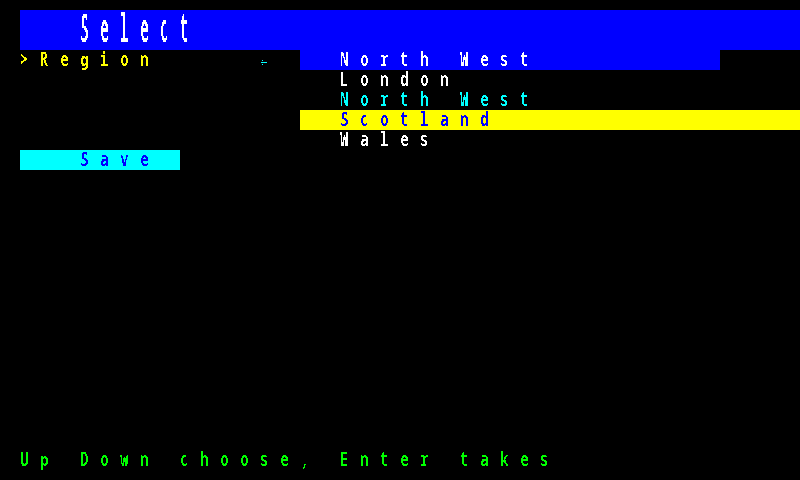 Select
> Region ← North West
London
North West
Scotland
Wales
Save
Up Down choose, Enter takes